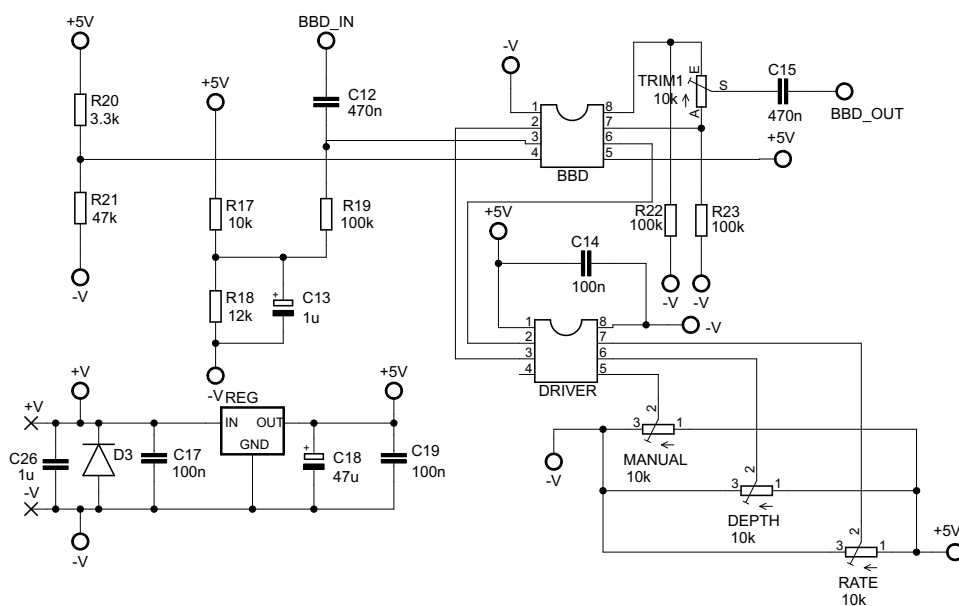 +5V
BBD_IN
R20
3.3k
+5V
C12
470n
-V
1
2
3
4
8
7
6
5
BBD
TRIM1
10k
E
S
A
C15
470n
BBD_OUT
+5V
R21
47k
-V
R17
10k
R19
100k
R18
12k
+
C13
1u
-V
+5V
C14
100n
R22
100k
R23
100k
-V
-V
-V
1
2
3
4
8
7
6
5
DRIVER
+V
+V
REG
IN
OUT
GND
+5V
C26
1u
D3
C17
100n
+
C18
47u
C19
100n
-V
-V
3
2
1
MANUAL
10k
-V
3
2
1
DEPTH
10k
3
2
1
RATE
10k
+5V